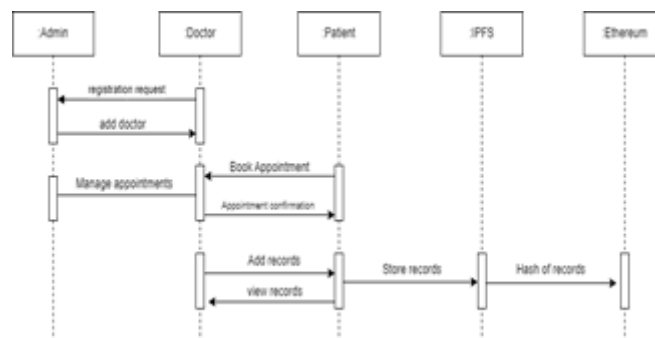 :Admin
:Doctor
:Patient
:IPFS
:Ethereum
registration request
add doctor
Book Appointment
Manage appointments
Appointment confirmation
Add records
Store records
Hash of records
view records